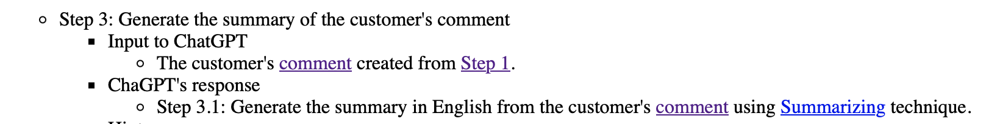 Step 3: Generate the summary of the customer's comment
Input to ChatGPT
The customer's comment created from Step 1.
ChaGPT's response
Step 3.1: Generate the summary in English from the customer's comment using Summarizing technique.